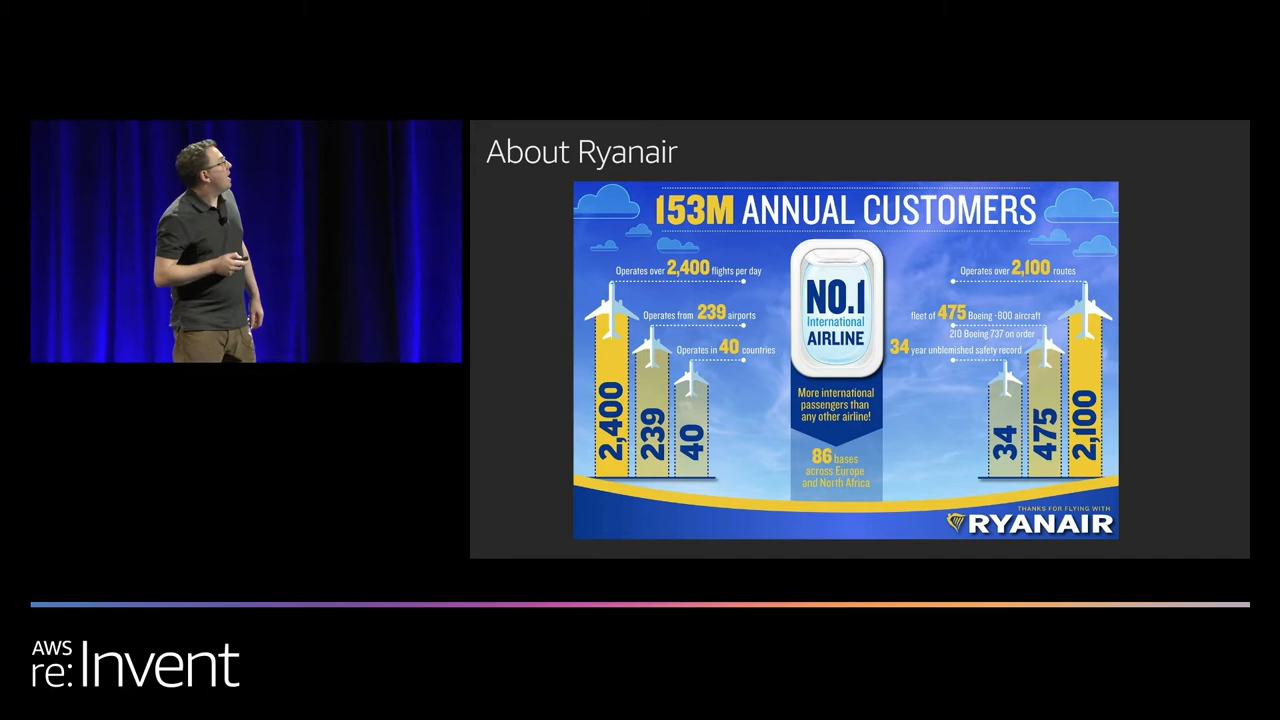 About Ryanair
153M ANNUAL CUSTOMERS
Operates over 2,400 flights per day
Operates from 239 airports
Operates in 40 countries
2,400
239
40
NO.1
International
AIRLINE
More international
passengers than
any other airline!
86 bases
across Europe
and North Africa
Operates over 2,100 routes
fleet of 475 Boeing -800 aircraft
210 Boeing 737 on order
34 year unblemished safety record
34
475
2,100
THANKS FOR FLYING WITH
RYANAIR
AWS
re:Invent